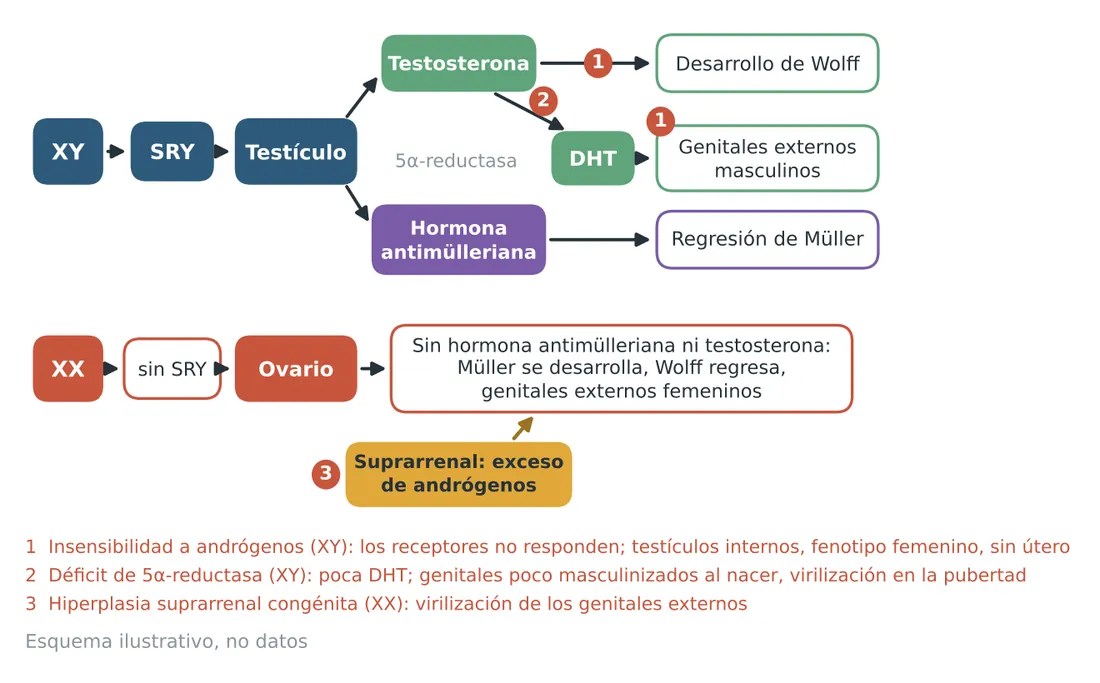 Testosterona
1
Desarrollo de Wolff
2
1
XY
SRY
Testículo
5α-reductasa
DHT
Genitales externos
masculinos
Hormona
antimülleriana
Regresión de Müller
XX
sin SRY
Ovario
Sin hormona antimülleriana ni testosterona:
Müller se desarrolla, Wolff regresa,
genitales externos femeninos
3
Suprarrenal: exceso
de andrógenos
1 Insensibilidad a andrógenos (XY): los receptores no responden; testículos internos, fenotipo femenino, sin útero
2 Déficit de 5α-reductasa (XY): poca DHT; genitales poco masculinizados al nacer, virilización en la pubertad
3 Hiperplasia suprarrenal congénita (XX): virilización de los genitales externos
Esquema ilustrativo, no datos